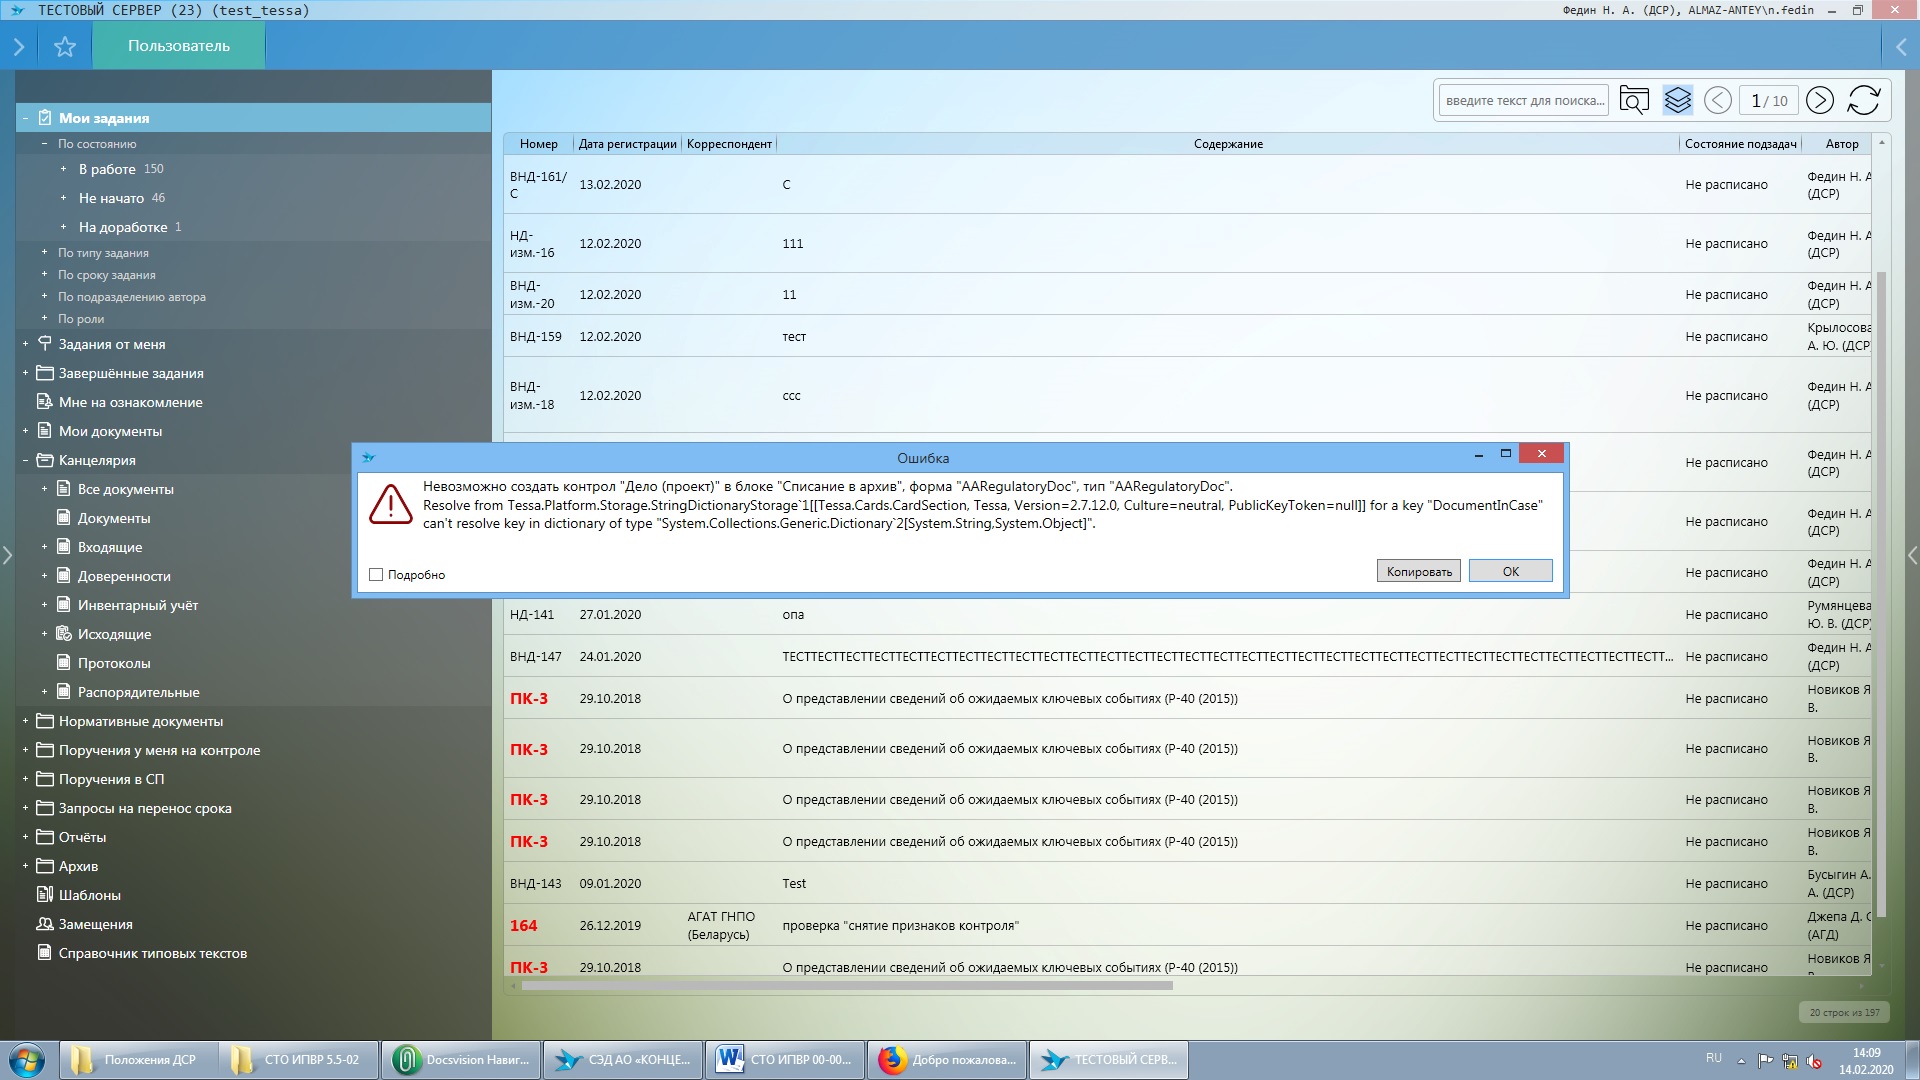 ТЕСТОВЫЙ СЕРВЕР (23) (test_tessa)
Федин Н. А. (ДСР), ALMAZ-ANTEY\n.fedin
Пользователь
Мои задания
По состоянию
В работе 150
Не начато 46
На доработке 1
По типу задания
По сроку задания
По подразделению автора
По роли
Задания от меня
Завершённые задания
Мне на ознакомление
Мои документы
Канцелярия
Все документы
Документы
Входящие
Доверенности
Инвентарный учёт
Исходящие
Протоколы
Распорядительные
Нормативные документы
Поручения у меня на контроле
Поручения в СП
Запросы на перенос срока
Отчёты
Архив
Шаблоны
Замещения
Справочник типовых текстов
введите текст для поиска...
1 / 10
Номер Дата регистрации Корреспондент Содержание Состояние подзадач Автор
ВНД-161/С 13.02.2020 С Не расписано Федин Н. А (ДСР)
НД-изм.-16 12.02.2020 111 Не расписано Федин Н. А (ДСР)
ВНД-изм.-20 12.02.2020 11 Не расписано Федин Н. А (ДСР)
ВНД-159 12.02.2020 тест Не расписано Крылосова А. Ю. (ДСР
ВНД-изм.-18 12.02.2020 ссс Не расписано Федин Н. А (ДСР)
Не расписано Федин Н. А (ДСР)
Не расписано Федин Н. А (ДСР)
Не расписано Федин Н. А (ДСР)
Ошибка
Невозможно создать контрол "Дело (проект)" в блоке "Списание в архив", форма "AARegulatoryDoc", тип "AARegulatoryDoc".
Resolve from Tessa.Platform.Storage.StringDictionaryStorage`1[[Tessa.Cards.CardSection, Tessa, Version=2.7.12.0, Culture=neutral, PublicKeyToken=null]] for a key "DocumentInCase"
can't resolve key in dictionary of type "System.Collections.Generic.Dictionary`2[System.String,System.Object]".
Подробно
Копировать
ОК
НД-141 27.01.2020 опа Не расписано Румянцева Ю. В. (ДСР)
ВНД-147 24.01.2020 Не расписано Федин Н. А (ДСР)
ПК-3 29.10.2018 О представлении сведений об ожидаемых ключевых событиях (Р-40 (2015)) Не расписано Новиков Я В.
ПК-3 29.10.2018 О представлении сведений об ожидаемых ключевых событиях (Р-40 (2015)) Не расписано Новиков Я В.
ПК-3 29.10.2018 О представлении сведений об ожидаемых ключевых событиях (Р-40 (2015)) Не расписано Новиков Я В.
ПК-3 29.10.2018 О представлении сведений об ожидаемых ключевых событиях (Р-40 (2015)) Не расписано Новиков Я В.
ВНД-143 09.01.2020 Test Не расписано Бусыгин А. А. (ДСР)
164 26.12.2019 АГАТ ГНПО (Беларусь) проверка "снятие признаков контроля" Не расписано Джепа Д. С (АГД)
ПК-3 29.10.2018 О представлении сведений об ожидаемых ключевых событиях (Р-40 (2015)) Не расписано Новиков Я
20 строк из 197
Положения ДСР
СТО ИПВР 5.5-02
Docsvision Навиг...
СЭД АО «КОНЦЕ...
СТО ИПВР 00-00...
Добро пожалова...
ТЕСТОВЫЙ СЕРВ...
RU
14:09
14.02.2020